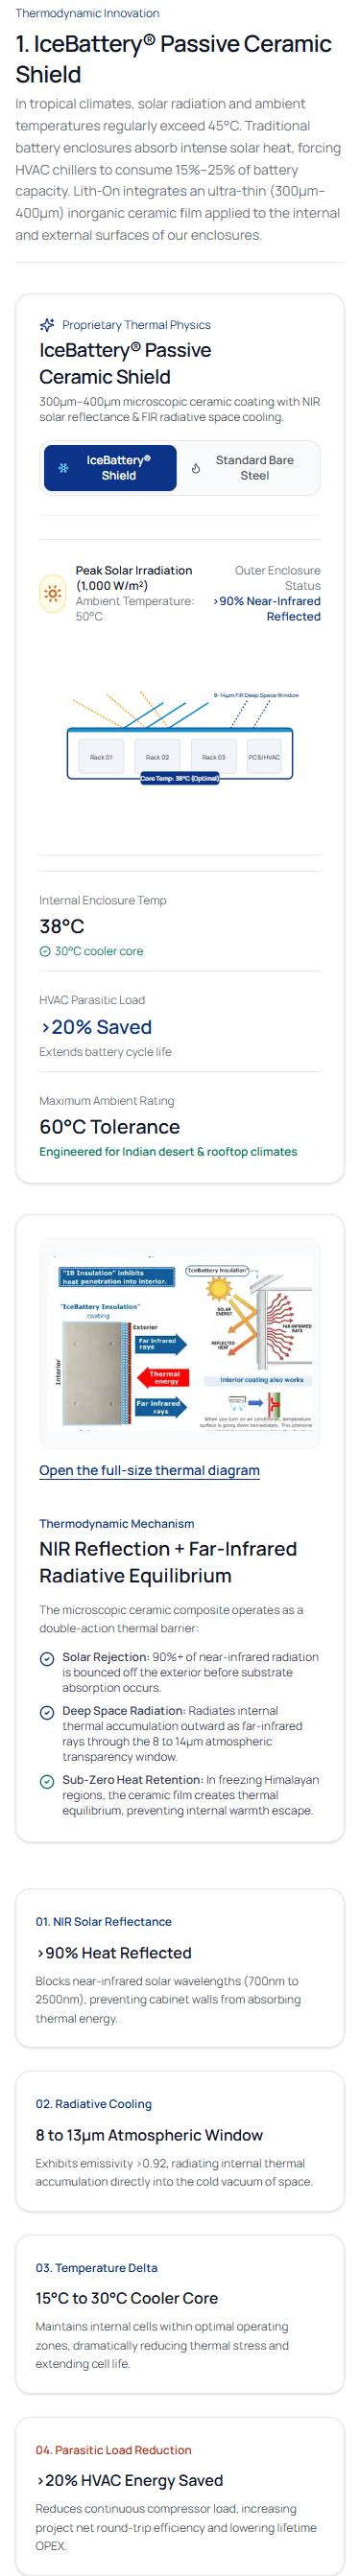 Thermodynamic Innovation
1. IceBattery® Passive Ceramic
Shield
In tropical climates, solar radiation and ambient
temperatures regularly exceed 45°C. Traditional
battery enclosures absorb intense solar heat, forcing
HVAC chillers to consume 15%–25% of battery
capacity. Lith-On integrates an ultra-thin (300μm–
400μm) inorganic ceramic film applied to the internal
and external surfaces of our enclosures.
Proprietary Thermal Physics
IceBattery® Passive
Ceramic Shield
300μm–400μm microscopic ceramic coating with NIR
solar reflectance & FIR radiative space cooling.
IceBattery®
Shield
Standard Bare
Steel
Peak Solar Irradiation
(1,000 W/m²)
Ambient Temperature:
50°C
Outer Enclosure
Status
>90% Near-Infrared
Reflected
8-14μm FIR Deep Space Window
Rack 01
Rack 02
Rack 03
PCS/HVAC
Core Temp: 38°C (Optimal)
Internal Enclosure Temp
38°C
30°C cooler core
HVAC Parasitic Load
>20% Saved
Extends battery cycle life
Maximum Ambient Rating
60°C Tolerance
Engineered for Indian desert & rooftop climates
"IB Insulation" inhibits
heat penetration into interior.
"IceBattery Insulation"
coating
Exterior
Interior
Far infrared
rays
Thermal
energy
Far infrared
rays
"IceBattery Insulation"
SOLAR
ENERGY
REFLECTED
HEAT
FAR-INFRARED
RAYS
Interior coating also works
When you turn on air conditioner, temperature
surface is going down immediately. This phenome
Open the full-size thermal diagram
Thermodynamic Mechanism
NIR Reflection + Far-Infrared
Radiative Equilibrium
The microscopic ceramic composite operates as a
double-action thermal barrier:
Solar Rejection: 90%+ of near-infrared radiation
is bounced off the exterior before substrate
absorption occurs.
Deep Space Radiation: Radiates internal
thermal accumulation outward as far-infrared
rays through the 8 to 14μm atmospheric
transparency window.
Sub-Zero Heat Retention: In freezing Himalayan
regions, the ceramic film creates thermal
equilibrium, preventing internal warmth escape.
01. NIR Solar Reflectance
>90% Heat Reflected
Blocks near-infrared solar wavelengths (700nm to
2500nm), preventing cabinet walls from absorbing
thermal energy.
02. Radiative Cooling
8 to 13μm Atmospheric Window
Exhibits emissivity >0.92, radiating internal thermal
accumulation directly into the cold vacuum of space.
03. Temperature Delta
15°C to 30°C Cooler Core
Maintains internal cells within optimal operating
zones, dramatically reducing thermal stress and
extending cell life.
04. Parasitic Load Reduction
>20% HVAC Energy Saved
Reduces continuous compressor load, increasing
project net round-trip efficiency and lowering lifetime
OPEX.